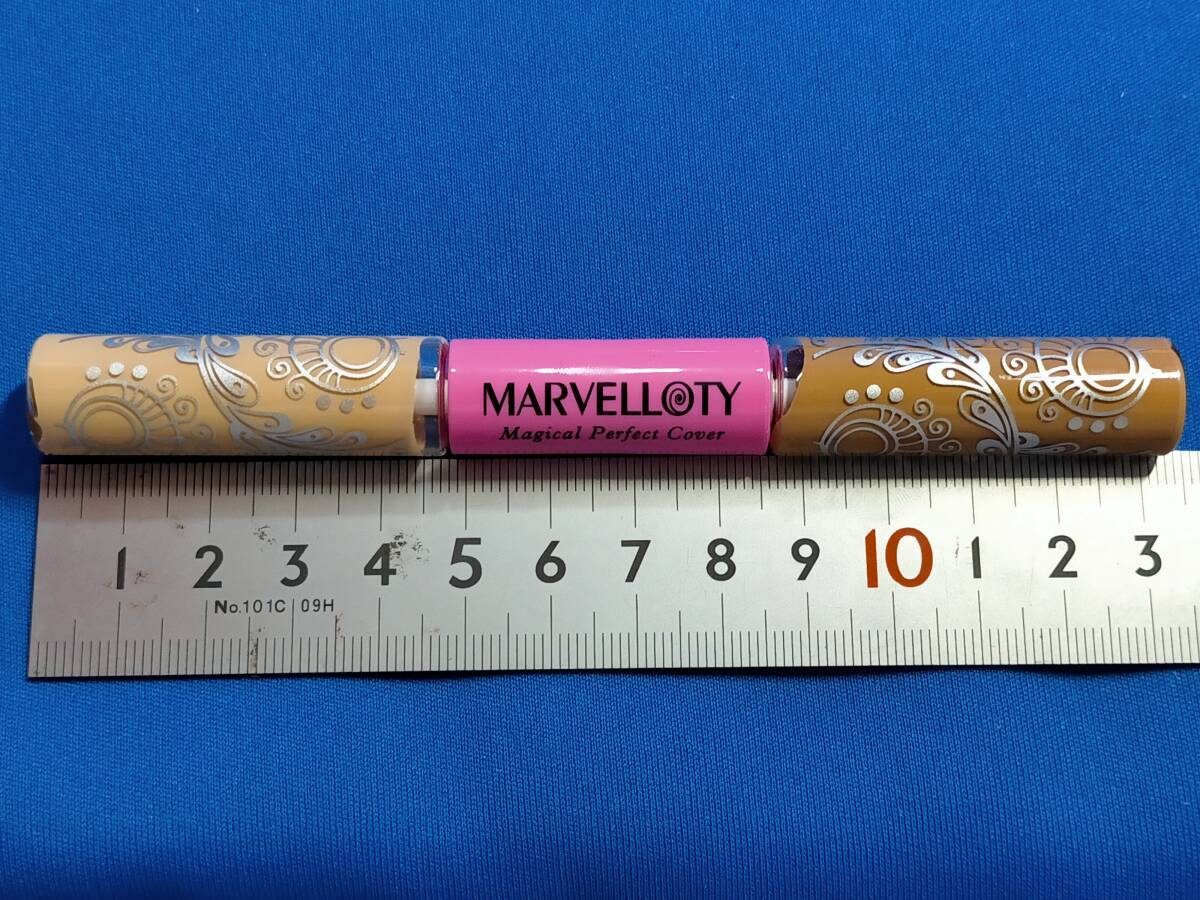 MARVELLOTY
Magical Perfect Cover
1 2 3 4 5 6 7 8 9 10 1 2 3
No.101C 09H